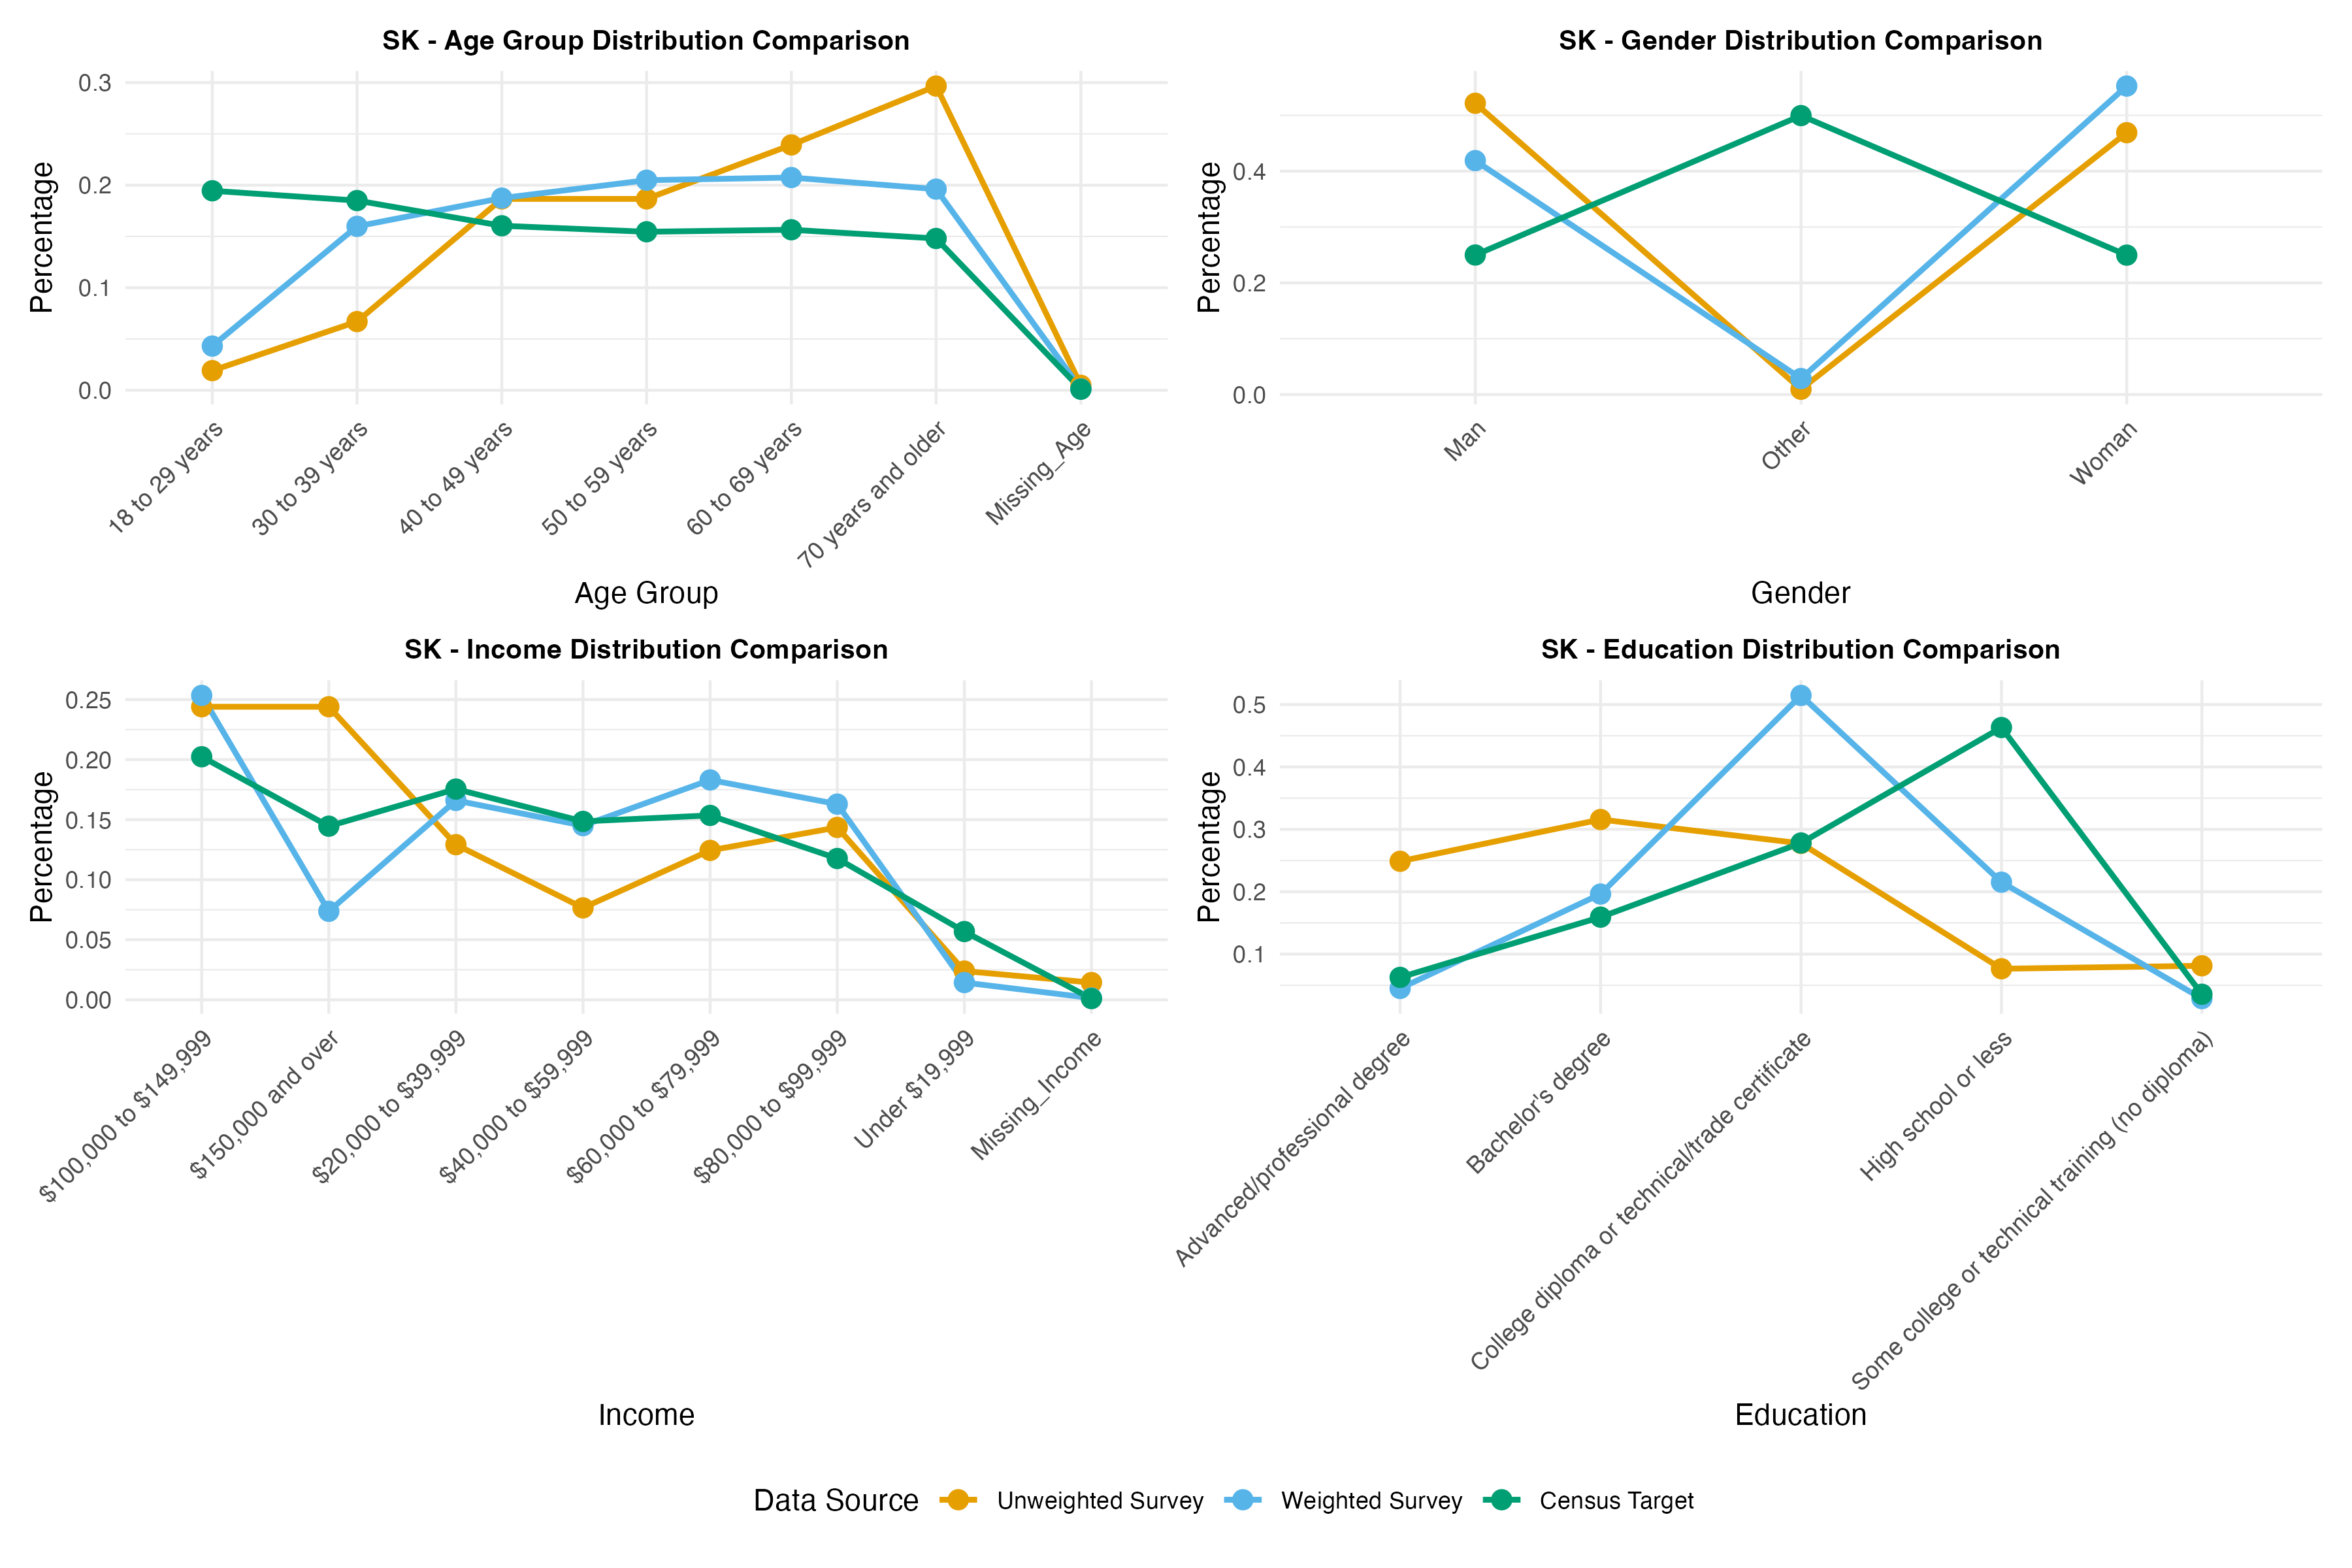 SK - Age Group Distribution Comparison
Percentage
0.3
0.2
0.1
0.0
18 to 29 years
30 to 39 years
40 to 49 years
50 to 59 years
60 to 69 years
70 years and older
Missing_Age
Age Group
SK - Gender Distribution Comparison
Percentage
0.4
0.2
0.0
Man
Other
Woman
Gender
SK - Income Distribution Comparison
Percentage
0.25
0.20
0.15
0.10
0.05
0.00
$100,000 to $149,999
$150,000 and over
$20,000 to $39,999
$40,000 to $59,999
$60,000 to $79,999
$80,000 to $99,999
Under $19,999
Missing_Income
Income
SK - Education Distribution Comparison
Percentage
0.5
0.4
0.3
0.2
0.1
Advanced/professional degree
Bachelor's degree
College diploma or technical/trade certificate
High school or less
Some college or technical training (no diploma)
Education
Data Source Unweighted Survey Weighted Survey Census Target